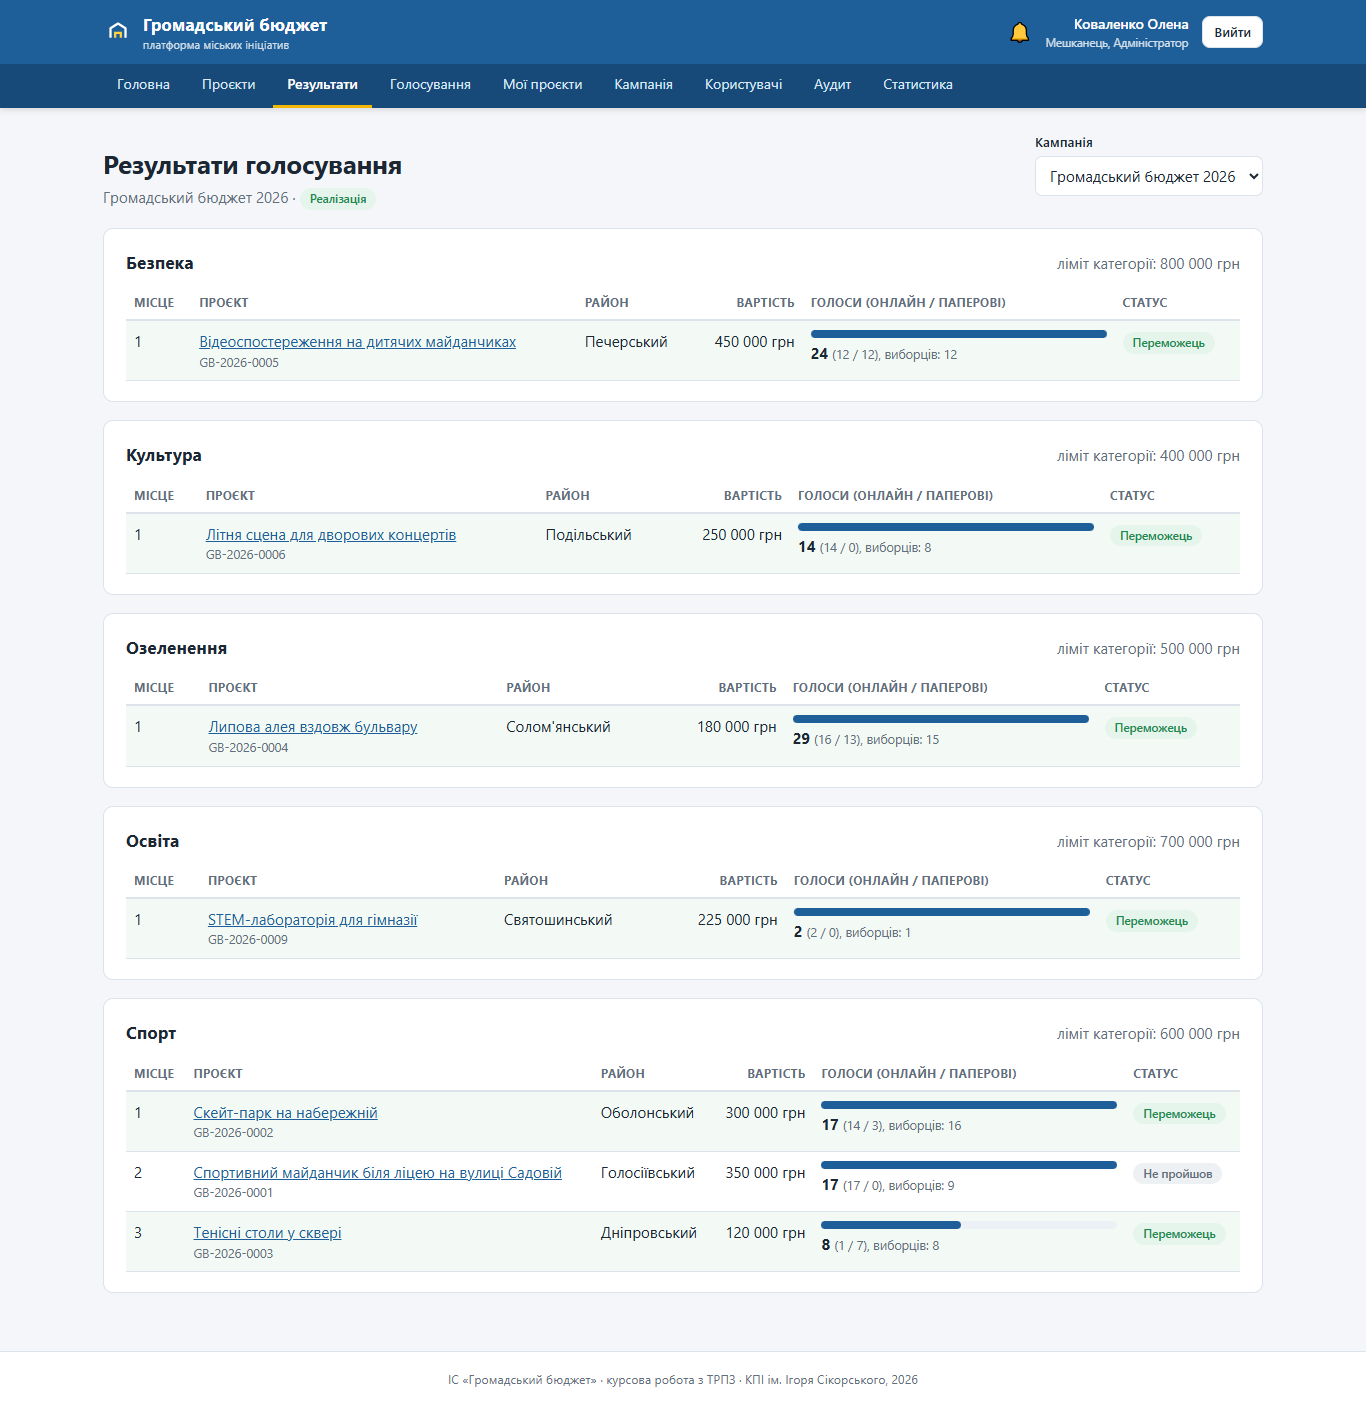 Громадський бюджет
платформа міських ініціатив
Коваленко Олена
Мешканець, Адміністратор
Вийти
Головна Проєкти Результати Голосування Мої проєкти Кампанія Користувачі Аудит Статистика
Кампанія
Громадський бюджет 2026
Результати голосування
Громадський бюджет 2026 · Реалізація
Безпека ліміт категорії: 800 000 грн
МІСЦЕ ПРОЄКТ РАЙОН ВАРТІСТЬ ГОЛОСИ (ОНЛАЙН / ПАПЕРОВІ) СТАТУС
1 Відеоспостереження на дитячих майданчиках Печерський 450 000 грн Переможець
GB-2026-0005 24 (12 / 12), виборців: 12
Культура ліміт категорії: 400 000 грн
МІСЦЕ ПРОЄКТ РАЙОН ВАРТІСТЬ ГОЛОСИ (ОНЛАЙН / ПАПЕРОВІ) СТАТУС
1 Літня сцена для дворових концертів Подільський 250 000 грн Переможець
GB-2026-0006 14 (14 / 0), виборців: 8
Озеленення ліміт категорії: 500 000 грн
МІСЦЕ ПРОЄКТ РАЙОН ВАРТІСТЬ ГОЛОСИ (ОНЛАЙН / ПАПЕРОВІ) СТАТУС
1 Липова алея вздовж бульвару Солом'янський 180 000 грн Переможець
GB-2026-0004 29 (16 / 13), виборців: 15
Освіта ліміт категорії: 700 000 грн
МІСЦЕ ПРОЄКТ РАЙОН ВАРТІСТЬ ГОЛОСИ (ОНЛАЙН / ПАПЕРОВІ) СТАТУС
1 STEM-лабораторія для гімназії Святошинський 225 000 грн Переможець
GB-2026-0009 2 (2 / 0), виборців: 1
Спорт ліміт категорії: 600 000 грн
МІСЦЕ ПРОЄКТ РАЙОН ВАРТІСТЬ ГОЛОСИ (ОНЛАЙН / ПАПЕРОВІ) СТАТУС
1 Скейт-парк на набережній Оболонський 300 000 грн Переможець
GB-2026-0002 17 (14 / 3), виборців: 16
2 Спортивний майданчик біля ліцею на вулиці Садовій Голосіївський 350 000 грн Не пройшов
GB-2026-0001 17 (17 / 0), виборців: 9
3 Тенісні столи у сквері Дніпровський 120 000 грн Переможець
GB-2026-0003 8 (1 / 7), виборців: 8
ІС «Громадський бюджет» · курсова робота з ТРПЗ · КПІ ім. Ігоря Сікорського, 2026